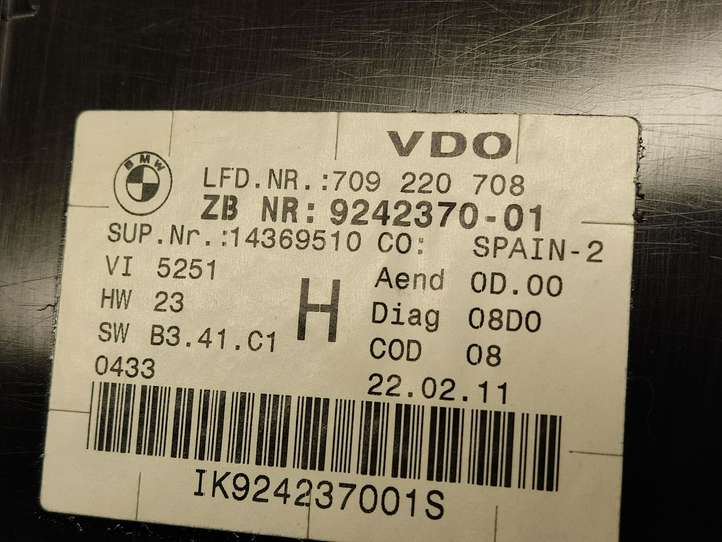 VDO
BMW
LFD.NR.:709 220 708
ZB NR: 9242370-01
SUP.Nr.:14369510 CO: SPAIN-2
VI 5251 Aend 0D.00
HW 23 H Diag 08D0
SW B3.41.C1 COD 08
0433 22.02.11
IK924237001S